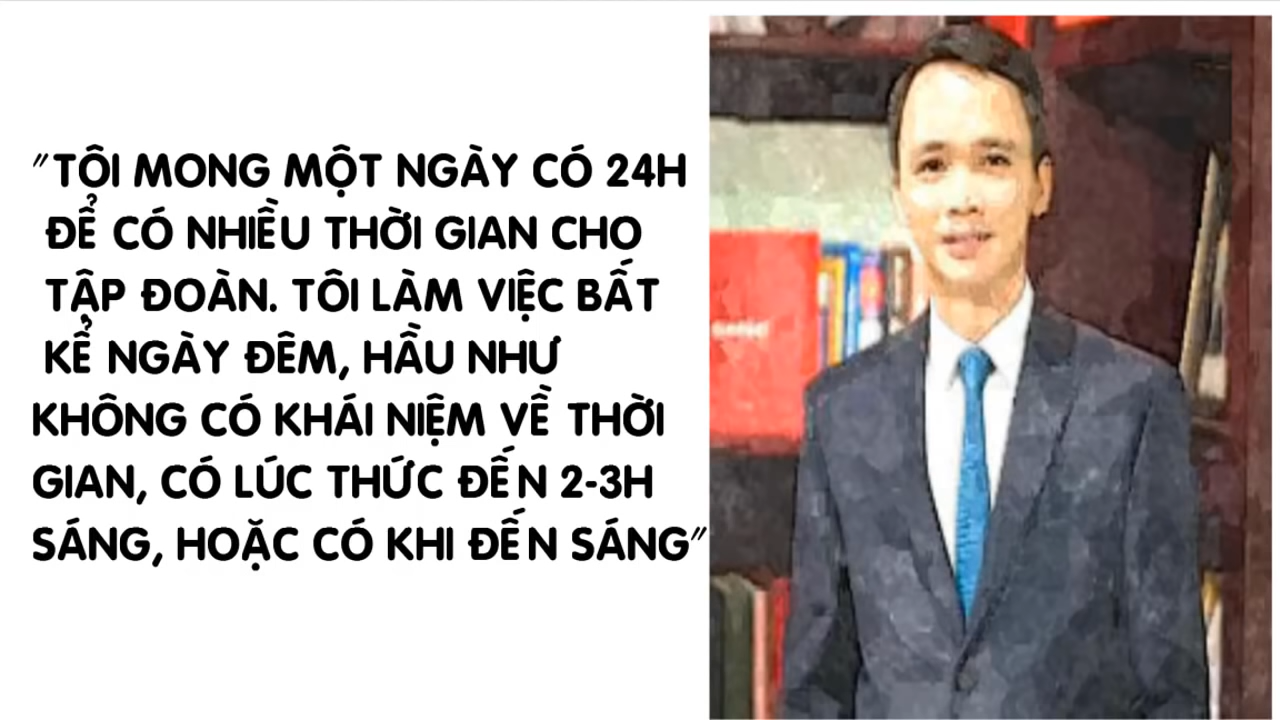 "TÔI MONG MỘT NGÀY CÓ 24H
ĐỂ CÓ NHIỀU THỜI GIAN CHO
TẬP ĐOÀN. TÔI LÀM VIỆC BẤT
KỂ NGÀY ĐÊM, HẦU NHƯ
KHÔNG CÓ KHÁI NIỆM VỀ THỜI
GIAN, CÓ LÚC THỨC ĐẾN 2-3H
SÁNG, HOẶC CÓ KHI ĐẾN SÁNG"